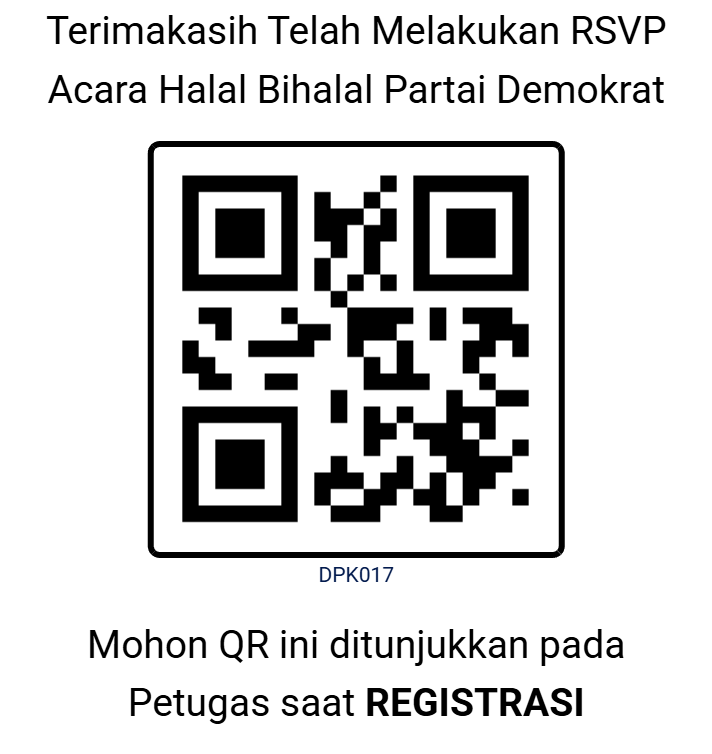 Terimakasih Telah Melakukan RSVP
Acara Halal Bihalal Partai Demokrat
DPK017
Mohon QR ini ditunjukkan pada
Petugas saat REGISTRASI